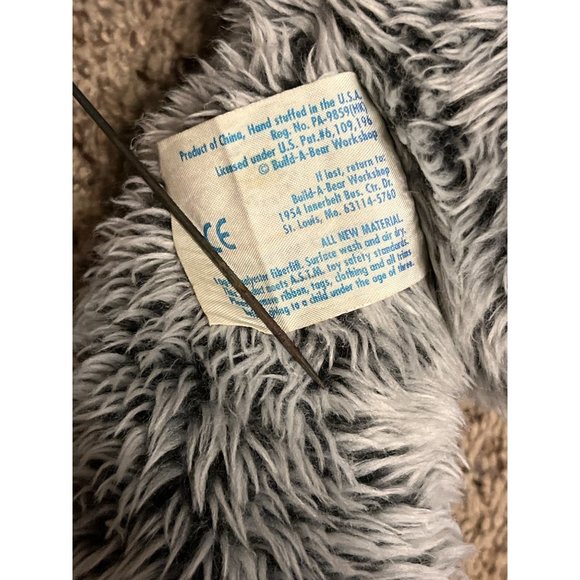 Product of China, Hand stuffed in the U.S.A.
Reg. No. PA-9859(HK)
Licensed under U.S. Pat.#6,109,196
© Build-A-Bear Workshop
If lost, return to:
Build-A-Bear Workshop
1954 Innerbelt Bus. Ctr. Dr.
St. Louis, Mo. 63114-5760
CE
ALL NEW MATERIAL.
polyester Fiberfill. Surface wash and air dry.
product meets A.S.T.M. toy safety standards.
ribbon, tags, clothing and all trims
to a child under the age of three.